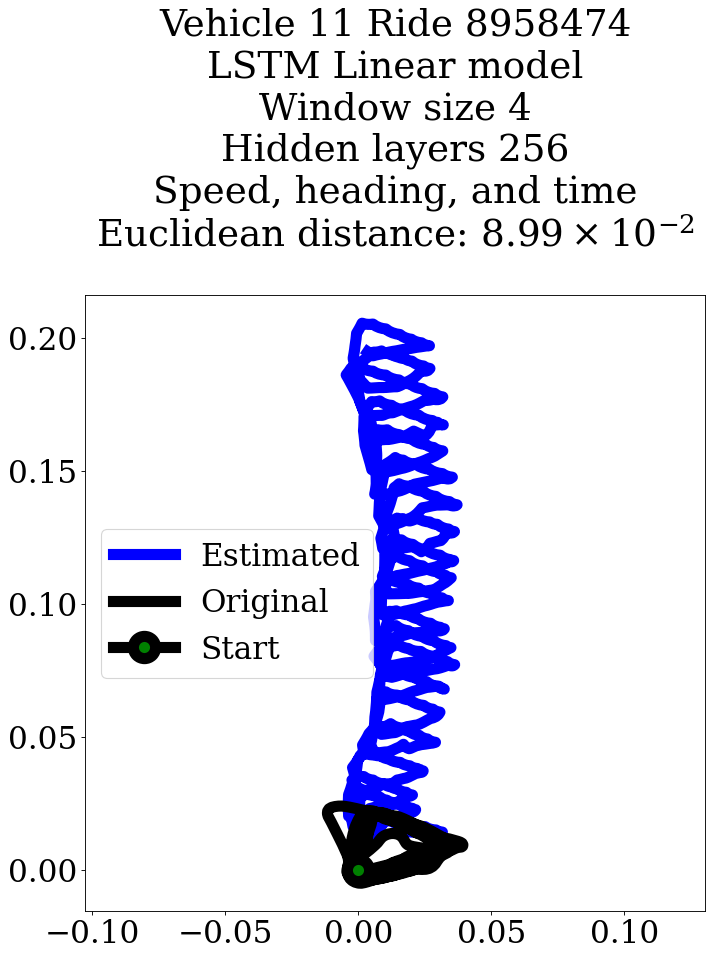 Vehicle 11 Ride 8958474
LSTM Linear model
Window size 4
Hidden layers 256
Speed, heading, and time
Euclidean distance: 8.99 × 10⁻²
0.20
0.15
0.10
0.05
0.00
Estimated
Original
Start
−0.10 −0.05 0.00 0.05 0.10